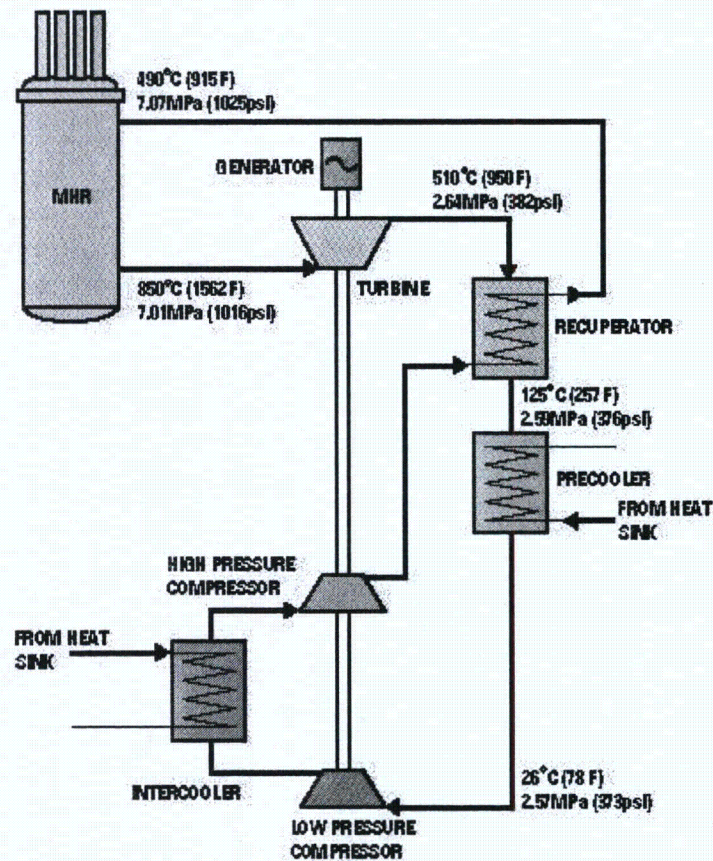 490°C (915 F)
7.07MPa (1025psi)
GENERATOR
510°C (950 F)
2.64MPa (382psi)
MHR
850°C (1562 F)
7.01MPa (1016psi)
TURBINE
RECUPERATOR
125°C (257 F)
2.59MPa (376psi)
PRECOOLER
FROM HEAT
SINK
HIGH PRESSURE
COMPRESSOR
FROM HEAT
SINK
INTERCOOLER
26°C (78 F)
2.57MPa (373psi)
LOW PRESSURE
COMPRESSOR